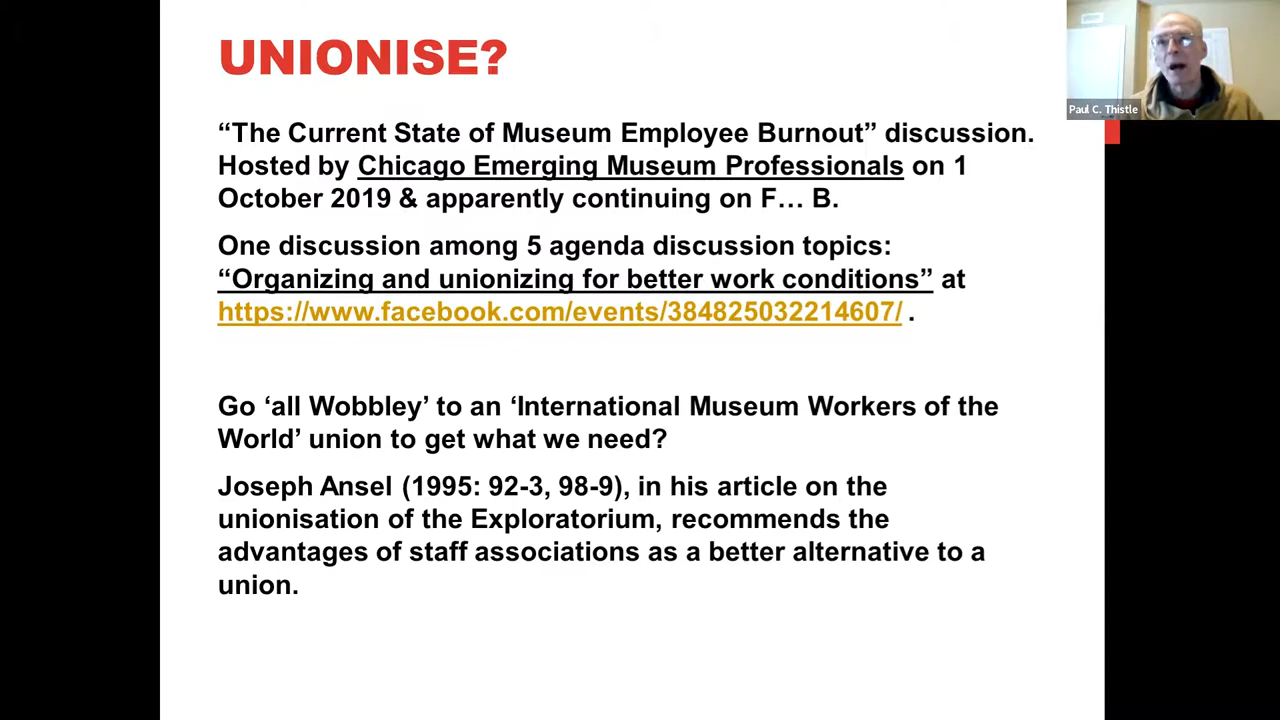 UNIONISE?
Paul C. Thistle
“The Current State of Museum Employee Burnout” discussion.
Hosted by Chicago Emerging Museum Professionals on 1
October 2019 & apparently continuing on F… B.
One discussion among 5 agenda discussion topics:
“Organizing and unionizing for better work conditions” at
https://www.facebook.com/events/384825032214607/ .
Go ‘all Wobbley’ to an ‘International Museum Workers of the
World’ union to get what we need?
Joseph Ansel (1995: 92-3, 98-9), in his article on the
unionisation of the Exploratorium, recommends the
advantages of staff associations as a better alternative to a
union.